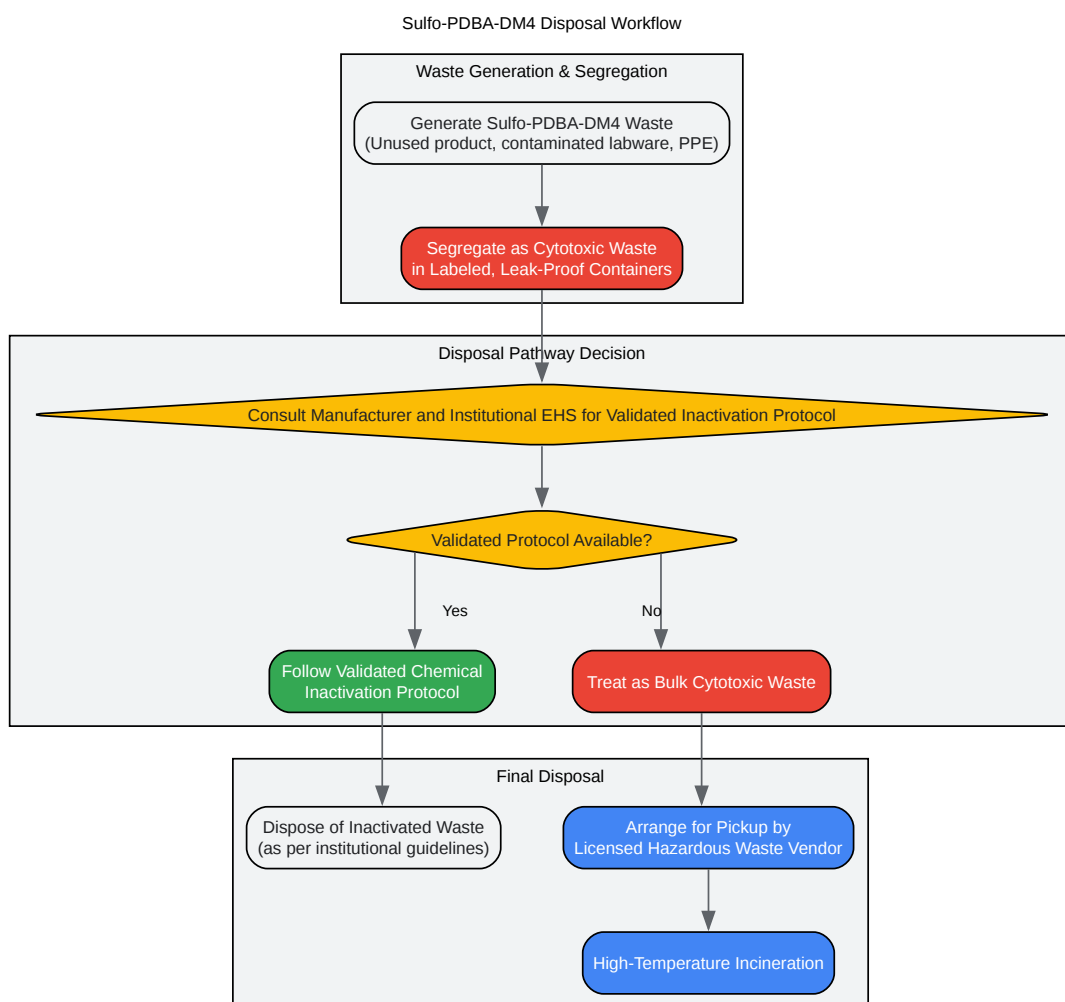 Sulfo-PDBA-DM4 Disposal Workflow
Waste Generation & Segregation
Generate Sulfo-PDBA-DM4 Waste
(Unused product, contaminated labware, PPE)
Segregate as Cytotoxic Waste
in Labeled, Leak-Proof Containers
Disposal Pathway Decision
Consult Manufacturer and Institutional EHS for Validated Inactivation Protocol
Validated Protocol Available?
Yes
No
Follow Validated Chemical
Inactivation Protocol
Treat as Bulk Cytotoxic Waste
Final Disposal
Dispose of Inactivated Waste
(as per institutional guidelines)
Arrange for Pickup by
Licensed Hazardous Waste Vendor
High-Temperature Incineration